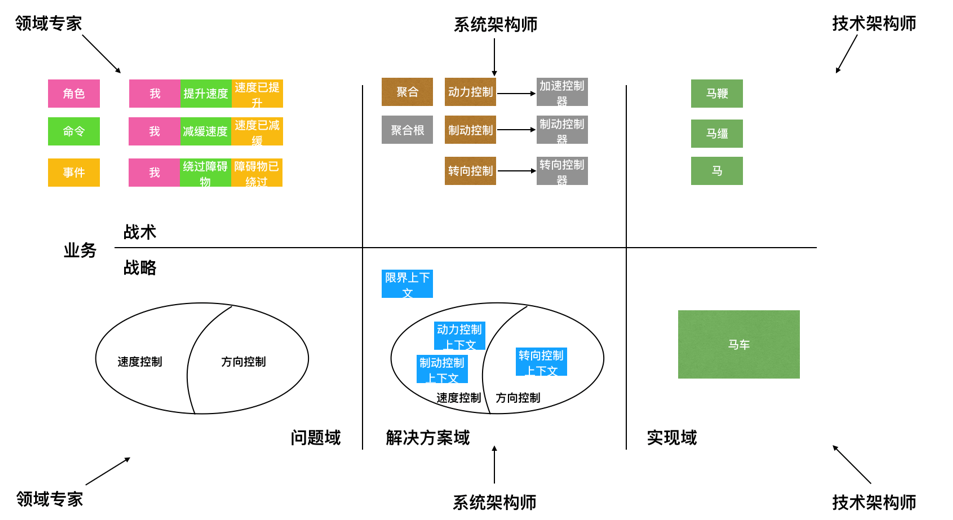 领域专家
系统架构师
技术架构师
角色
我
提升速度
速度已提
升
聚合
动力控制
加速控制
器
马鞭
命令
我
减缓速度
速度已减
缓
聚合根
制动控制
制动控制
器
马缰
事件
我
绕过障碍
物
障碍物已
绕过
转向控制
转向控制
器
马
业务
战术
战略
限界上下
文
速度控制
方向控制
动力控制
上下文
制动控制
上下文
转向控制
上下文
速度控制
方向控制
马车
问题域
解决方案域
实现域
领域专家
系统架构师
技术架构师